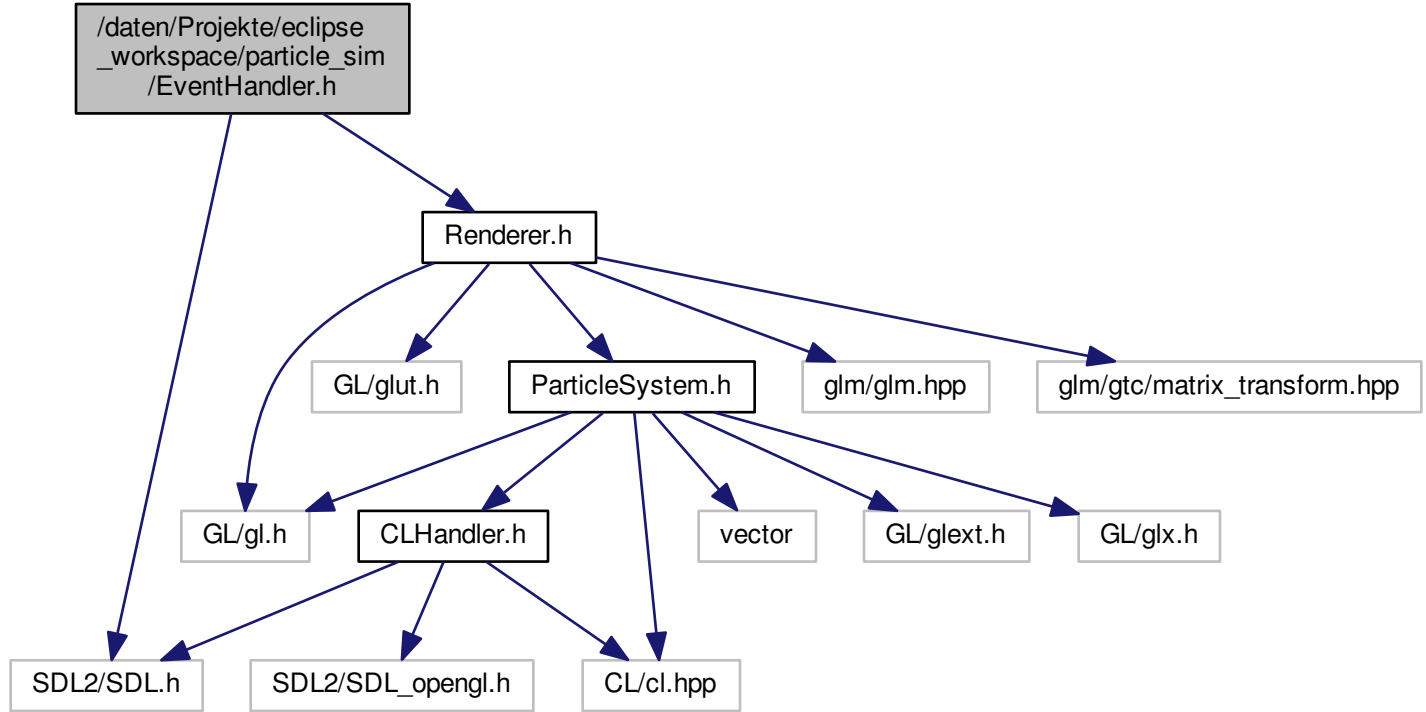 /daten/Projekte/eclipse
_workspace/particle_sim
/EventHandler.h
Renderer.h
GL/glut.h
ParticleSystem.h
glm/glm.hpp
glm/gtc/matrix_transform.hpp
GL/gl.h
CLHandler.h
vector
GL/glext.h
GL/glx.h
SDL2/SDL.h
SDL2/SDL_opengl.h
CL/cl.hpp